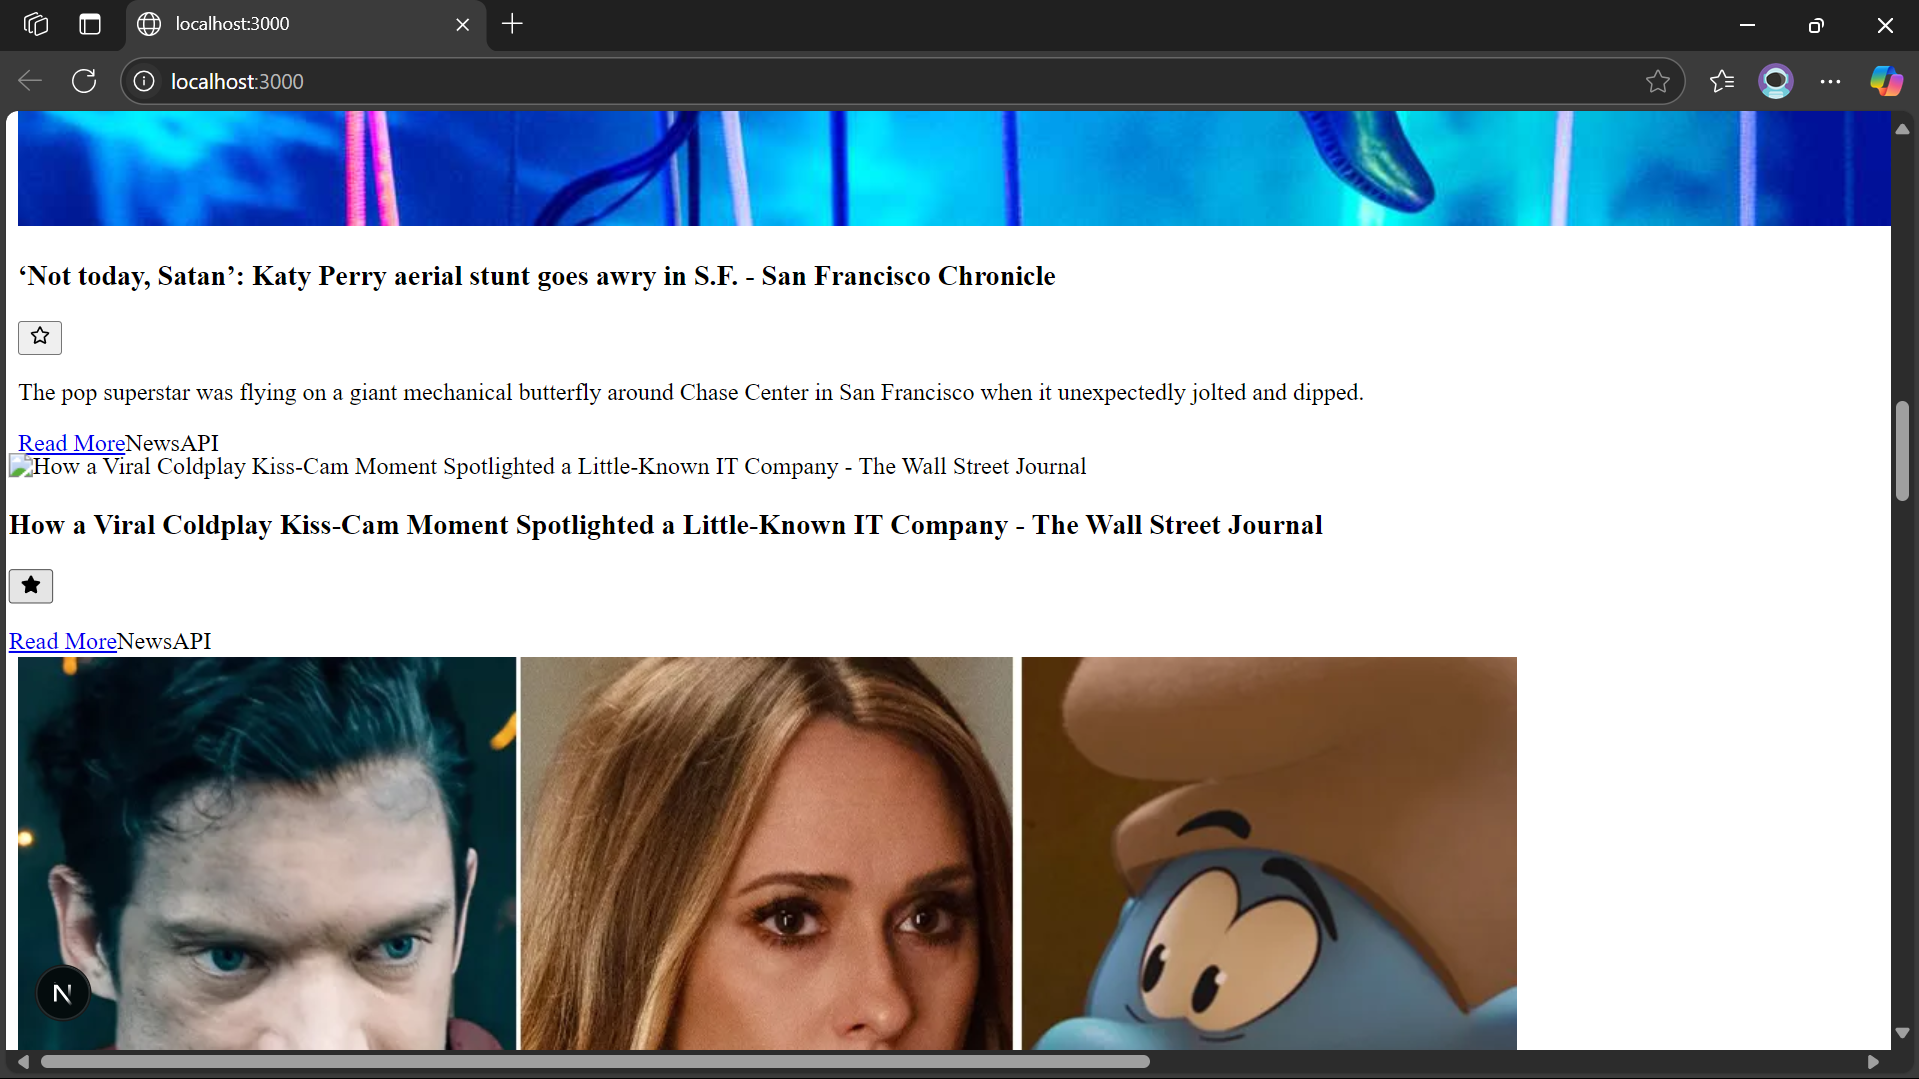 localhost:3000
localhost:3000
‘Not today, Satan’: Katy Perry aerial stunt goes awry in S.F. - San Francisco Chronicle
The pop superstar was flying on a giant mechanical butterfly around Chase Center in San Francisco when it unexpectedly jolted and dipped.
Read MoreNewsAPI
How a Viral Coldplay Kiss-Cam Moment Spotlighted a Little-Known IT Company - The Wall Street Journal
How a Viral Coldplay Kiss-Cam Moment Spotlighted a Little-Known IT Company - The Wall Street Journal
Read MoreNewsAPI
N